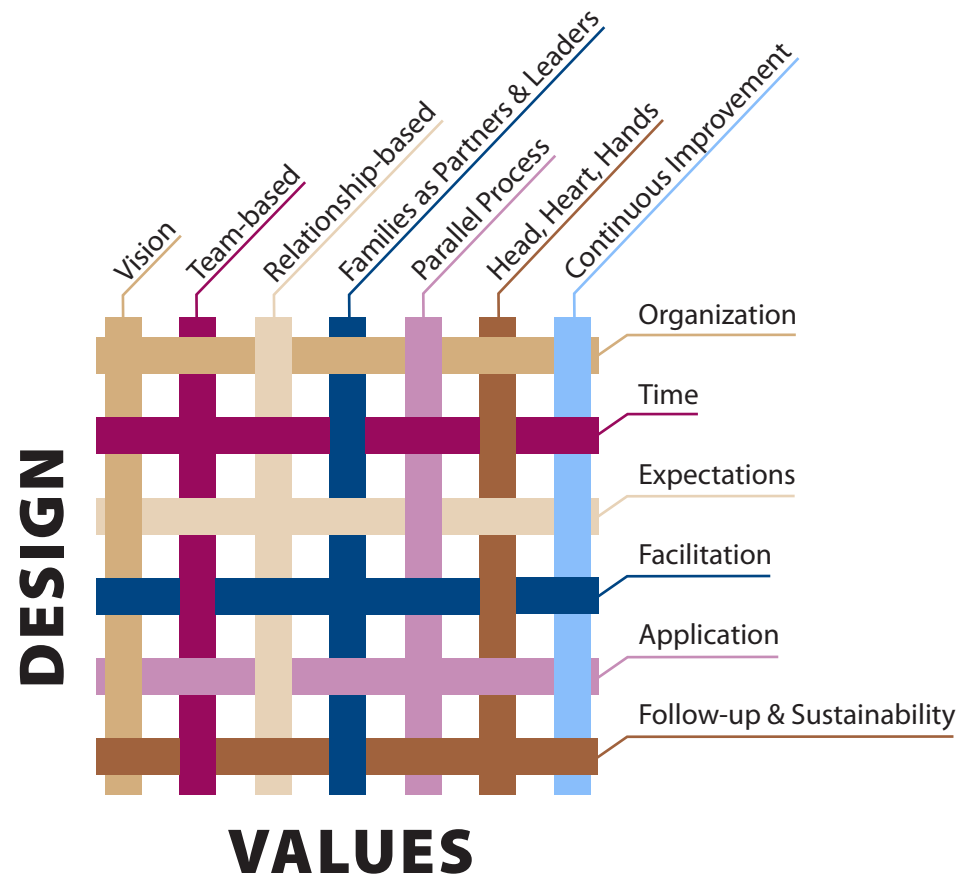 Vision
Team-based
Relationship-based
Families as Partners & Leaders
Parallel Process
Head, Heart, Hands
Continuous Improvement
Organization
Time
Expectations
Facilitation
Application
Follow-up & Sustainability
DESIGN
VALUES